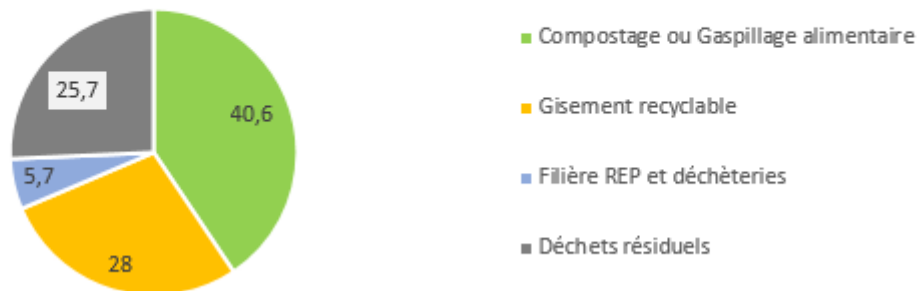 25,7
40,6
5,7
28
Compostage ou Gaspillage alimentaire
Gisement recyclable
Filière REP et déchèteries
Déchets résiduels